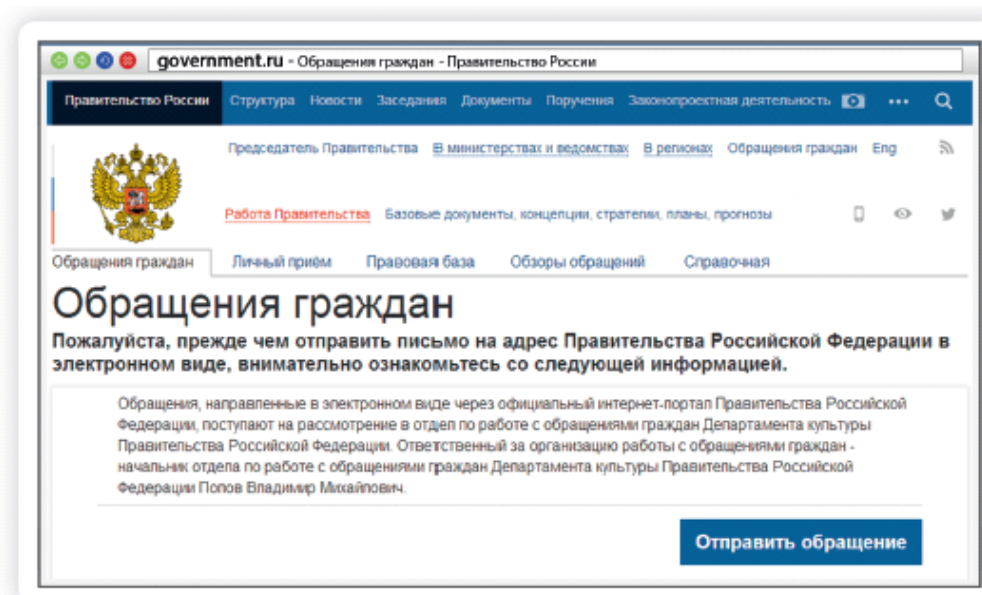 government.ru - Обращения граждан - Правительство России
Правительство России Структура Новости Заседания Документы Поручения Законопроектная деятельность
Председатель Правительства В министерствах и ведомствах В регионах Обращения граждан Eng
Работа Правительства Базовые документы, концепции, стратегии, планы, прогнозы
Обращения граждан Личный приём Правовая база Обзоры обращений Справочная
Обращения граждан
Пожалуйста, прежде чем отправить письмо на адрес Правительства Российской Федерации в
электронном виде, внимательно ознакомьтесь со следующей информацией.
Обращения, направленные в электронном виде через официальный интернет-портал Правительства Российской
Федерации, поступают на рассмотрение в отдел по работе с обращениями граждан Департамента культуры
Правительства Российской Федерации. Ответственный за организацию работы с обращениями граждан -
начальник отдела по работе с обращениями граждан Департамента культуры Правительства Российской
Федерации Попов Владимир Михайлович.
Отправить обращение